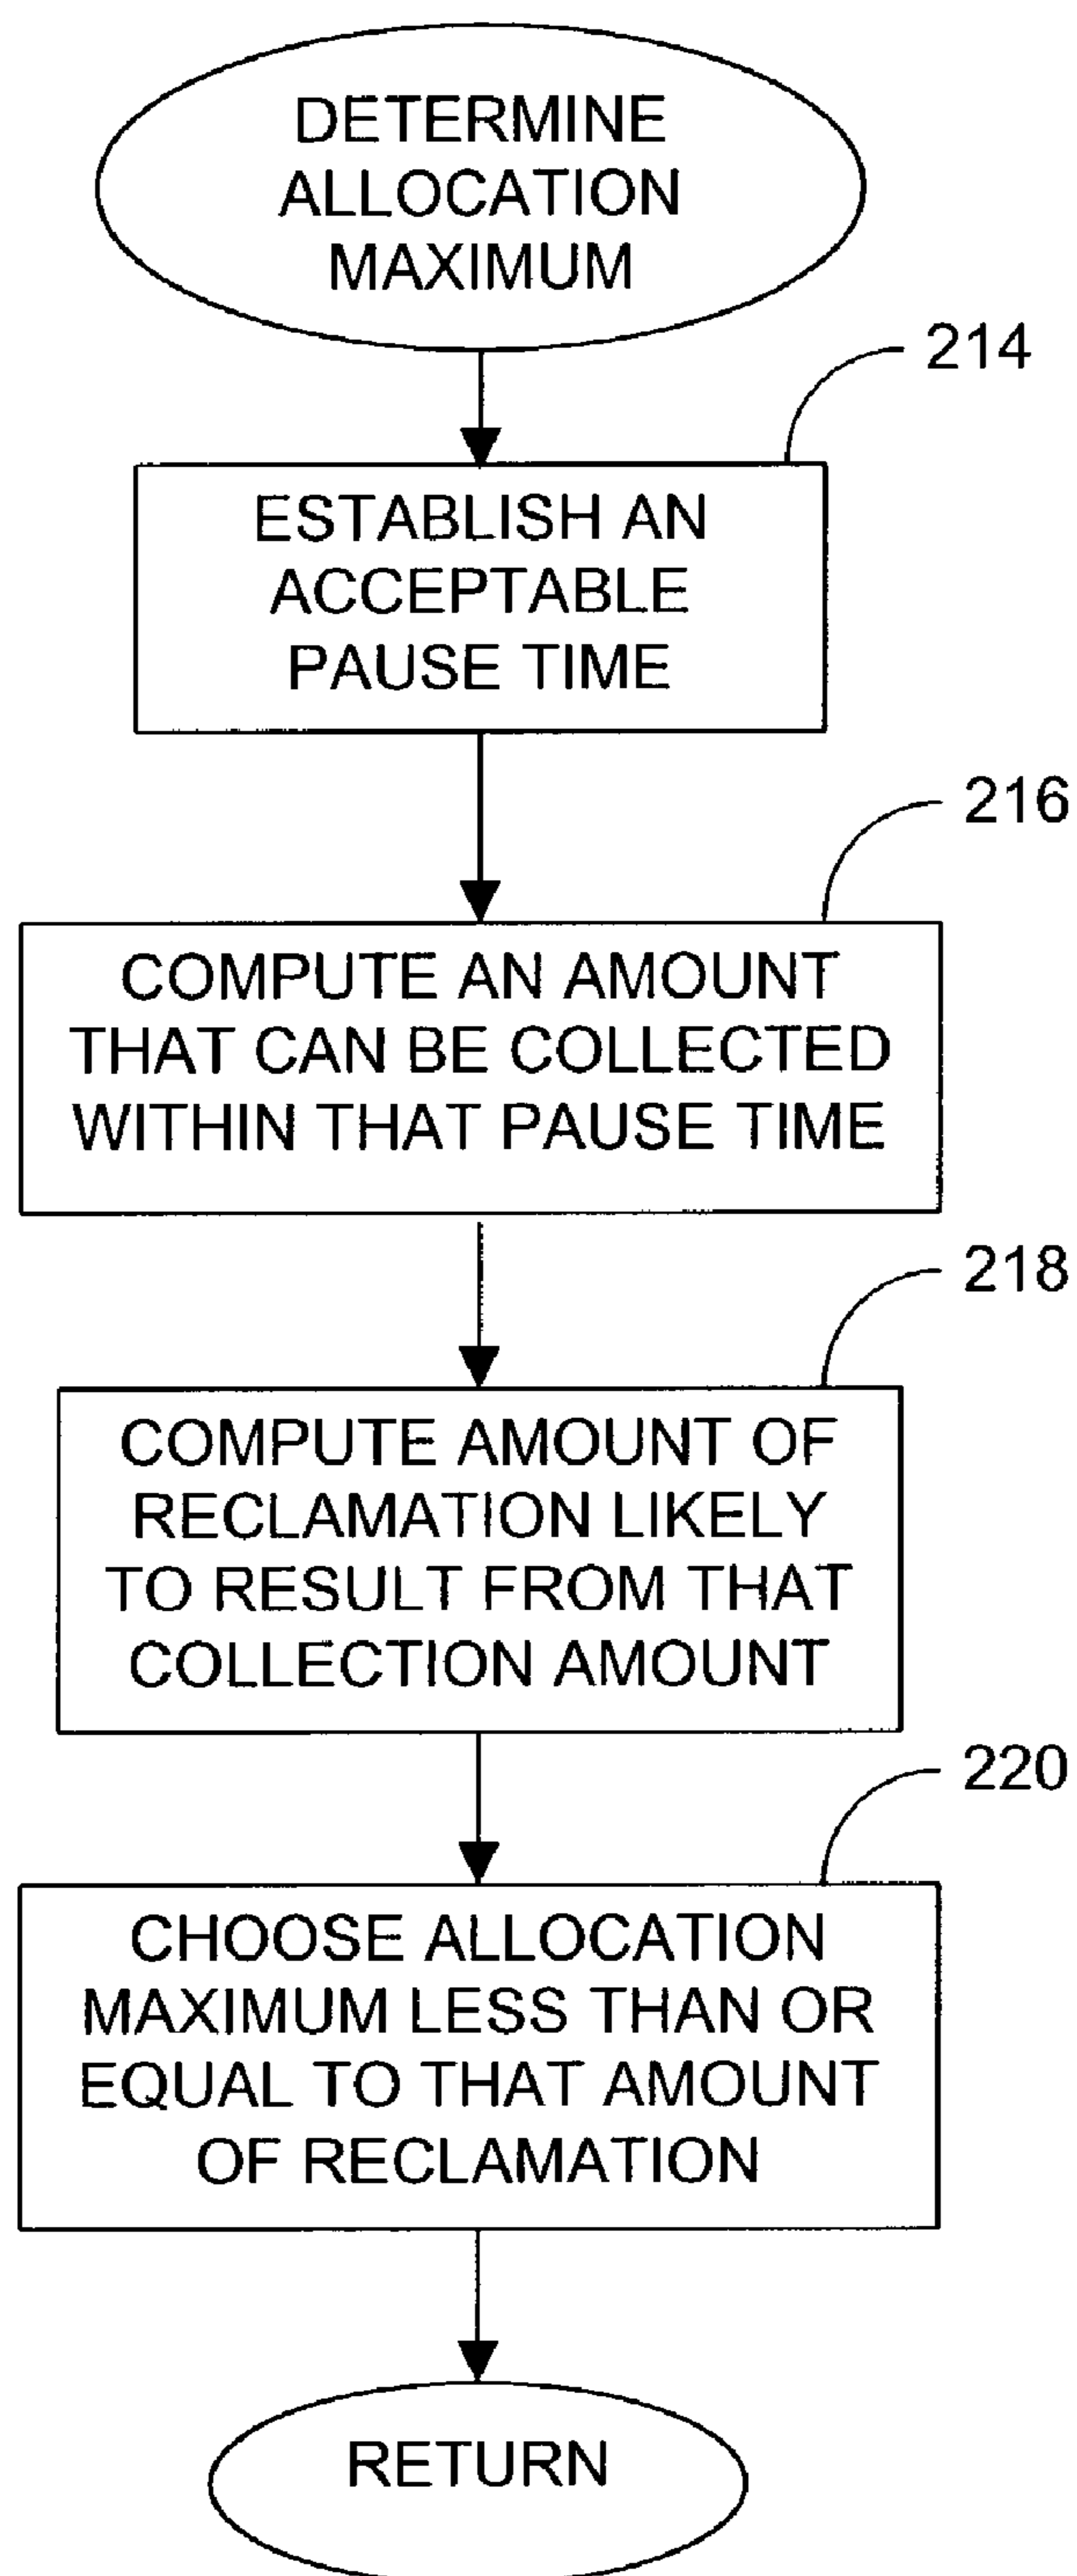 DETERMINE
ALLOCATION
MAXIMUM
214
ESTABLISH AN
ACCEPTABLE
PAUSE TIME
216
COMPUTE AN AMOUNT
THAT CAN BE COLLECTED
WITHIN THAT PAUSE TIME
218
COMPUTE AMOUNT OF
RECLAMATION LIKELY
TO RESULT FROM THAT
COLLECTION AMOUNT
220
CHOOSE ALLOCATION
MAXIMUM LESS THAN OR
EQUAL TO THAT AMOUNT
OF RECLAMATION
RETURN